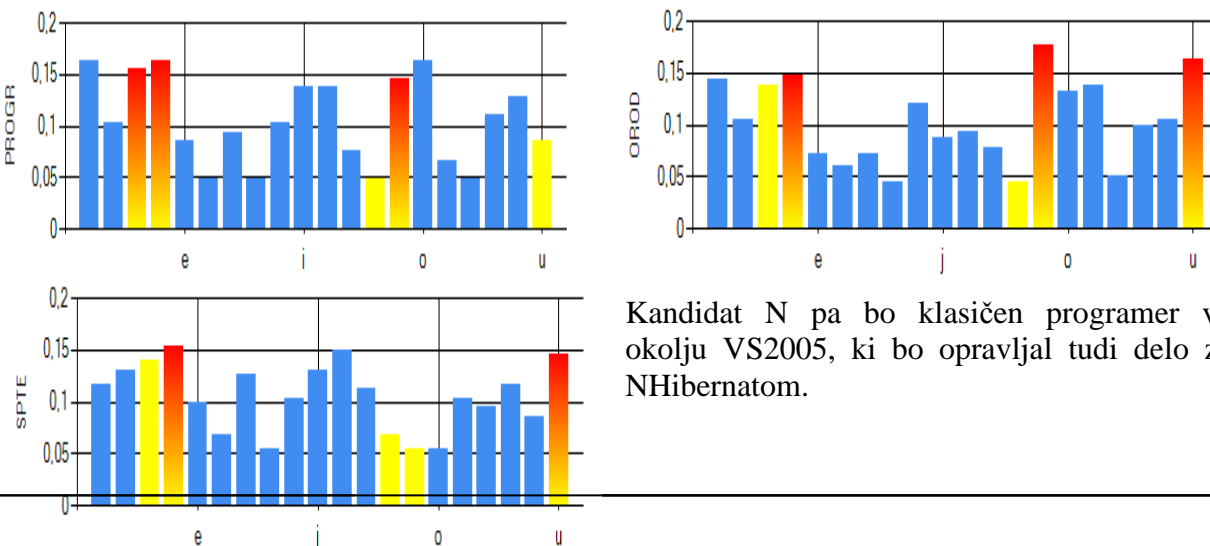 0,2
0,15
0,1
0,05
0
PROGR
e i o u
0,2
0,15
0,1
0,05
0
OROD
e j o u
0,2
0,15
0,1
0,05
0
SPTE
e j o u
Kandidat N pa bo klasičen programer v
okolju VS2005, ki bo opravljal tudi delo z
NHibernatom.